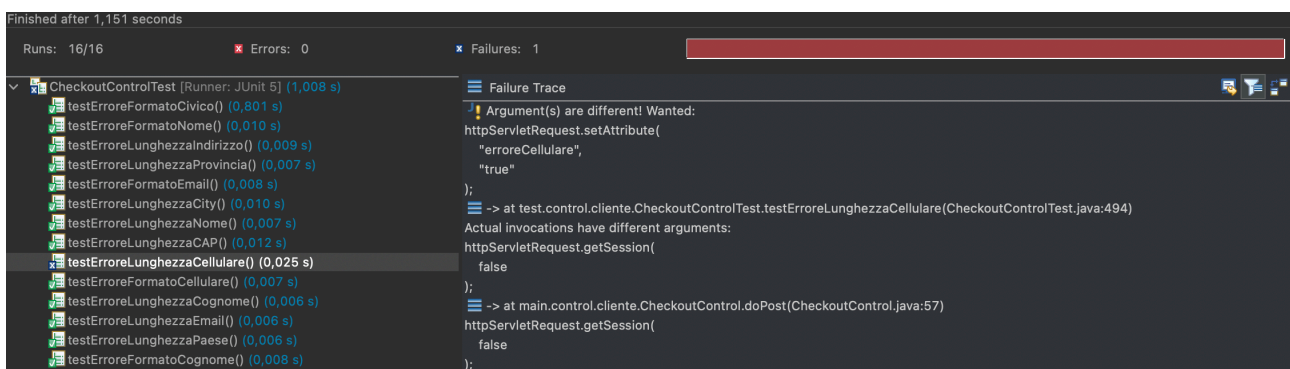 Finished after 1,151 seconds
Runs: 16/16 Errors: 0 Failures: 1
CheckoutControlTest [Runner: JUnit 5] (1,008 s)
testErroreFormatoCivico() (0,801 s)
testErroreFormatoNome() (0,010 s)
testErroreLunghezzaIndirizzo() (0,009 s)
testErroreLunghezzaProvincia() (0,007 s)
testErroreFormatoEmail() (0,008 s)
testErroreLunghezzaCity() (0,010 s)
testErroreLunghezzaNome() (0,007 s)
testErroreLunghezzaCAP() (0,012 s)
testErroreLunghezzaCellulare() (0,025 s)
testErroreFormatoCellulare() (0,007 s)
testErroreLunghezzaCognome() (0,006 s)
testErroreLunghezzaEmail() (0,006 s)
testErroreLunghezzaPaese() (0,006 s)
testErroreFormatoCognome() (0,008 s)
Failure Trace
Argument(s) are different! Wanted:
httpServletRequest.setAttribute(
"erroreCellulare",
"true"
);
-> at test.control.cliente.CheckoutControlTest.testErroreLunghezzaCellulare(CheckoutControlTest.java:494)
Actual invocations have different arguments:
httpServletRequest.getSession(
false
);
-> at main.control.cliente.CheckoutControl.doPost(CheckoutControl.java:57)
httpServletRequest.getSession(
false
);